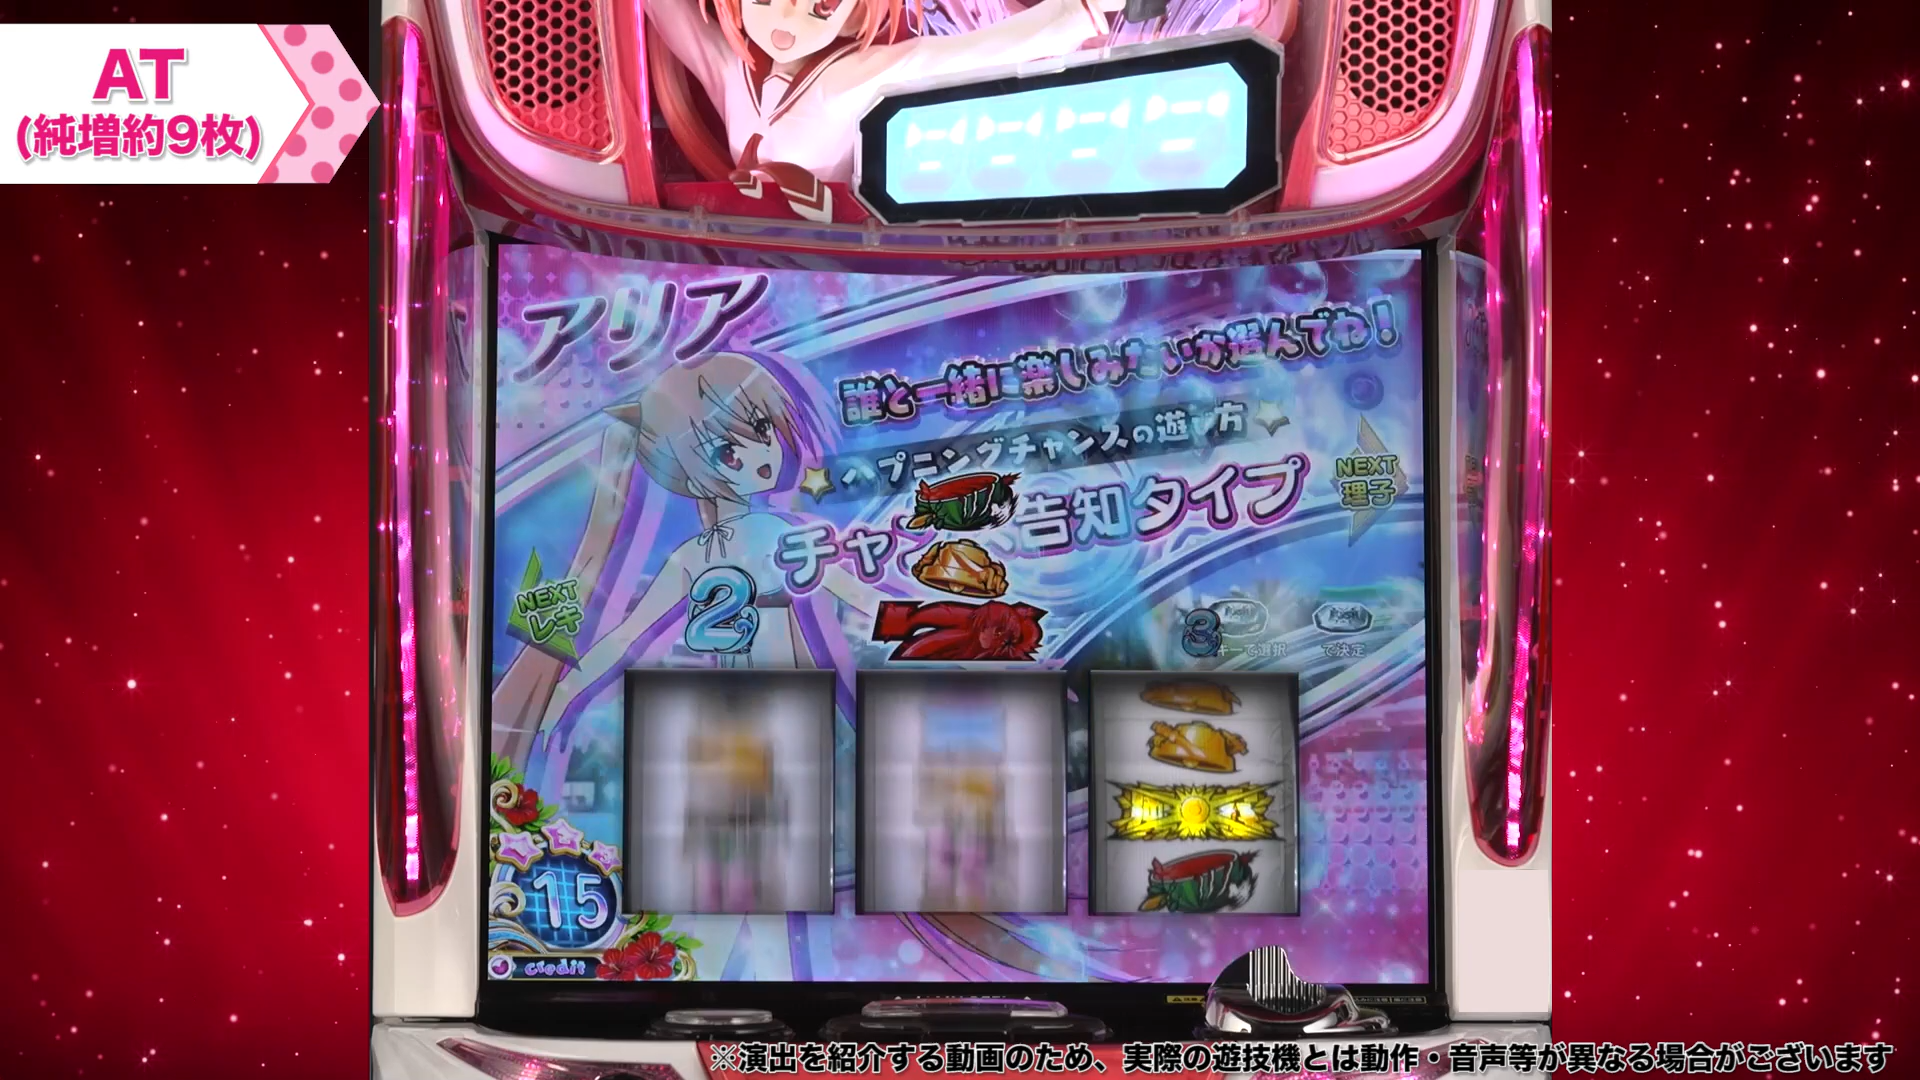 AT
(純増約9枚)
アリア
誰と一緒に楽しみたいか選んでね!
ハプニングチャンスの遊び方
告知タイプ
NEXT
理子
NEXT
レキ
2
3
キーで選択
PUSH
で決定
15
credit
※演出を紹介する動画のため、実際の遊技機とは動作・音声等が異なる場合がございます